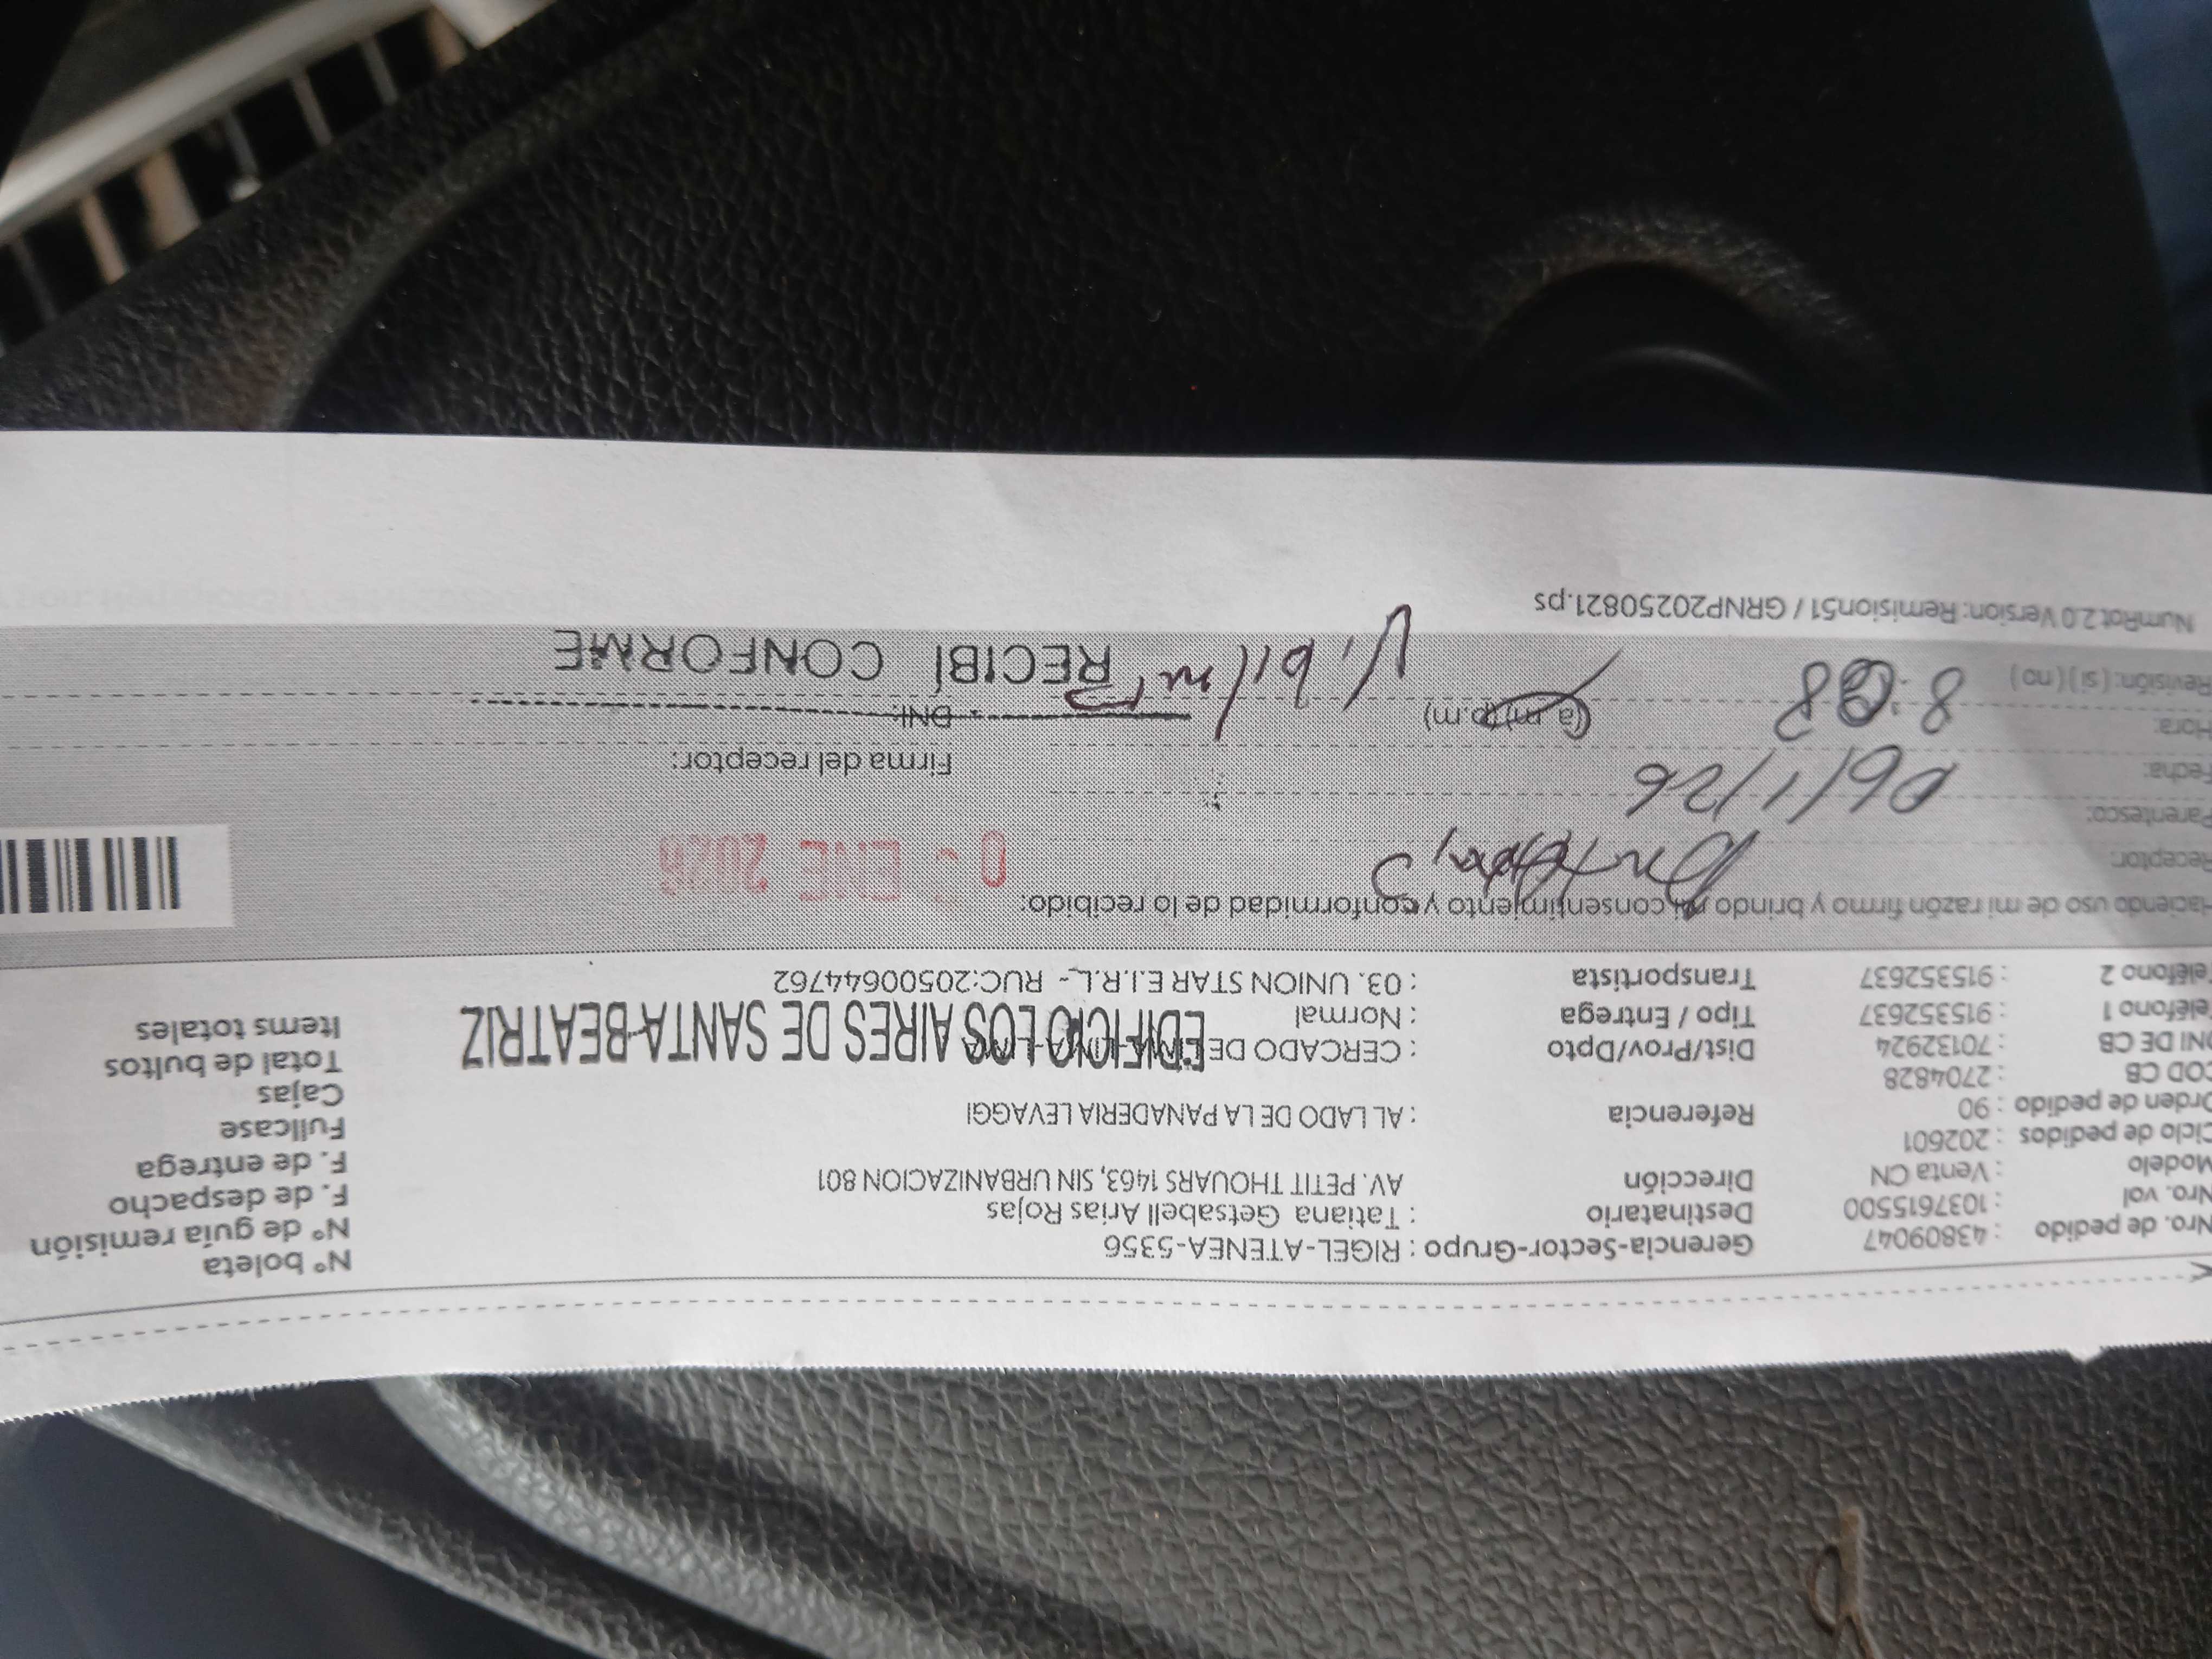 Nro. de pedido : 43809047 Gerencia-Sector-Grupo : RIGEL-ATENEA-5356 N° boleta
Nro. vol : 1037615500 Destinatario : Tatiana Getsabell Arias Rojas N° de guía remisión
Modelo : Venta CN Dirección AV. PETIT THOUARS 1463, SIN URBANIZACION 801 F. de despacho
Ciclo de pedidos : 202601 F. de entrega
Orden de pedido : 90 Referencia : AL LADO DE LA PANADERIA LEVAGGI Fullcase
COD CB : 2704828 Cajas
DNI DE CB : 70132924 Dist/Prov/Dpto : CERCADO DE LIMA-LIMA-LIMA Total de bultos
EDIFICIO LOS AIRES DE SANTA BEATRIZ
Teléfono 1 : 915352637 Tipo / Entrega : Normal Items totales
Teléfono 2 : 915352637 Transportista : 03. UNION STAR E.I.R.L. - RUC:20500644762
Haciendo uso de mi razón firmo y brindo mi consentimiento y conformidad de lo recibido:
Receptor:
ENE 2026
Parentesco:
Fecha: 06/1/26 Firma del receptor:
Hora: 8:08 (a.m) (p.m) DNI:
Revisión: (si) (no) RECIBÍ CONFORME
NumRot 2.0 Version: Remision51 / GRNP20250821.ps